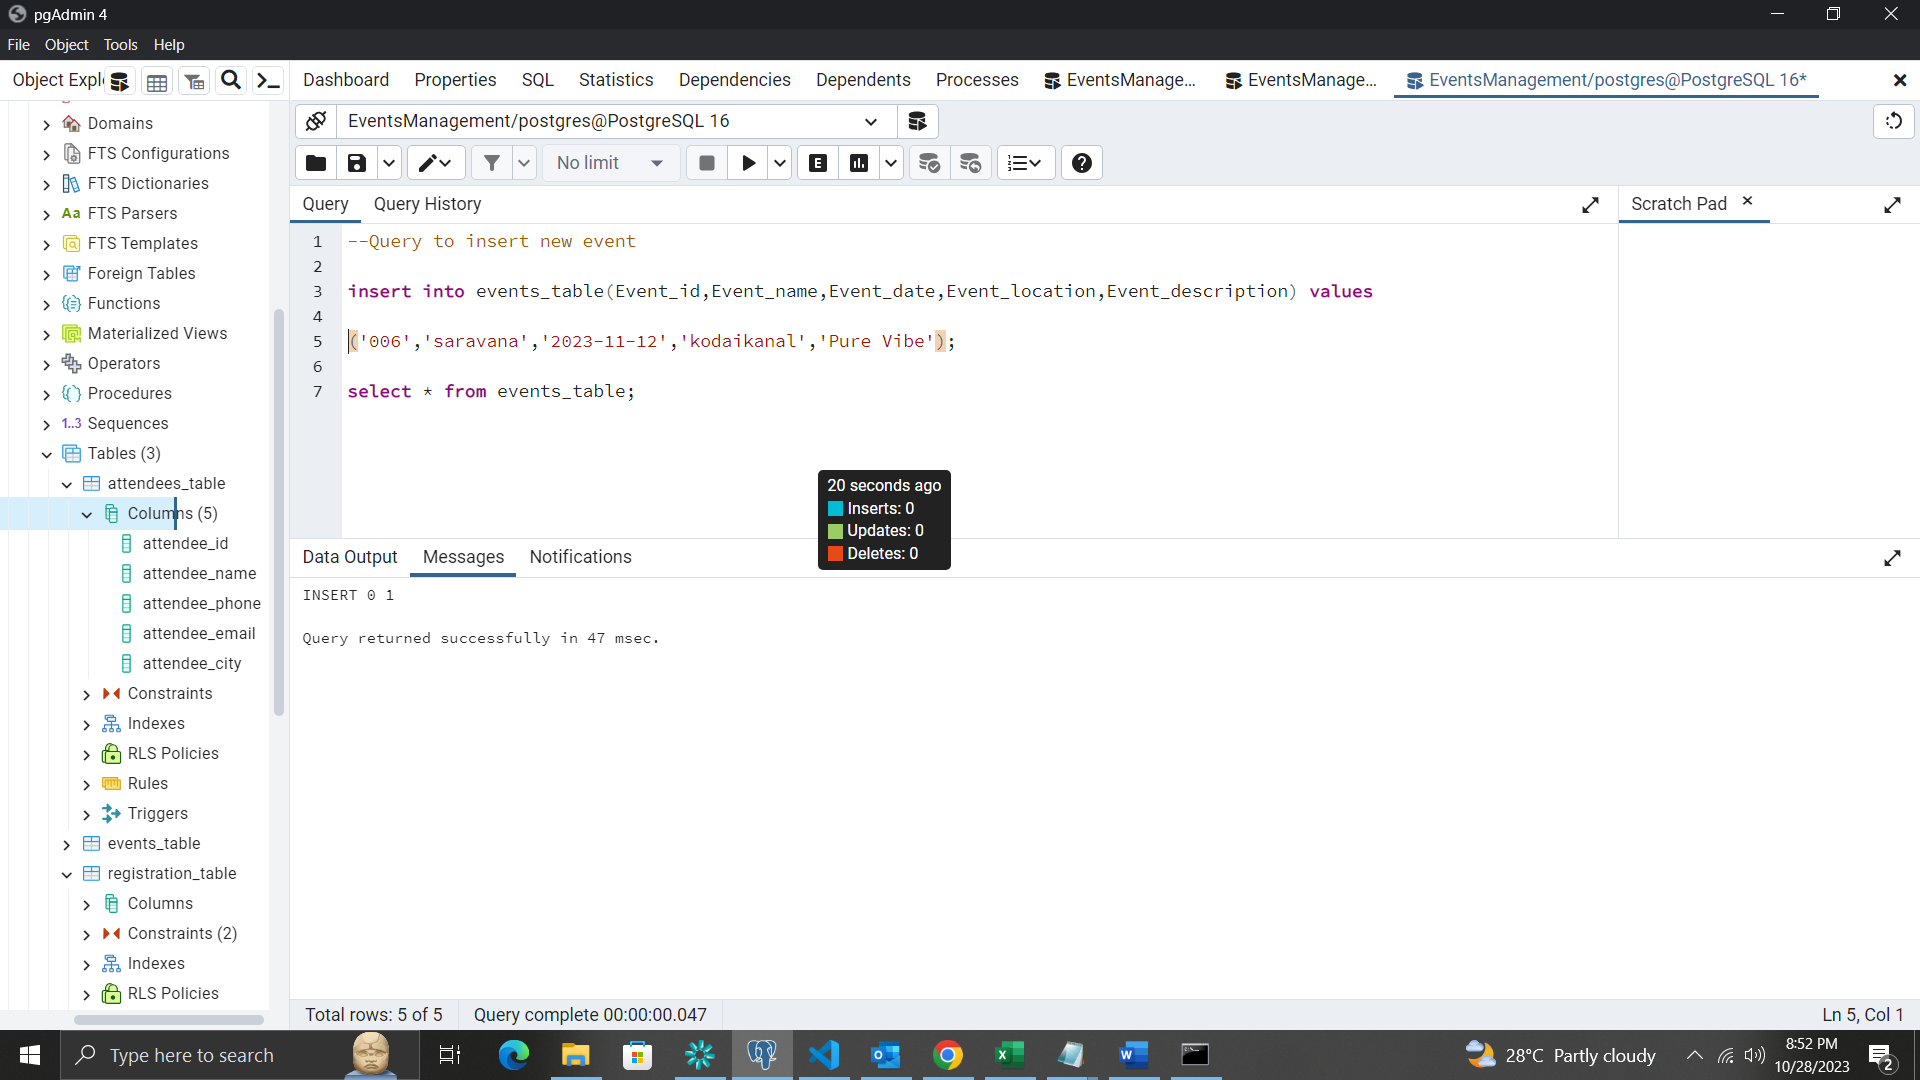 pgAdmin 4
File Object Tools Help
Object Expl
Dashboard Properties SQL Statistics Dependencies Dependents Processes EventsManage... EventsManage... EventsManagement/postgres@PostgreSQL 16*
EventsManagement/postgres@PostgreSQL 16
No limit
E
Domains
FTS Configurations
FTS Dictionaries
Aa FTS Parsers
FTS Templates
Foreign Tables
Functions
Materialized Views
Operators
Procedures
1..3 Sequences
Tables (3)
attendees_table
Columns (5)
attendee_id
attendee_name
attendee_phone
attendee_email
attendee_city
Constraints
Indexes
RLS Policies
Rules
Triggers
events_table
registration_table
Columns
Constraints (2)
Indexes
RLS Policies
Query Query History
Scratch Pad
1 --Query to insert new event
2
3 insert into events_table(Event_id,Event_name,Event_date,Event_location,Event_description) values
4
5 ('006','saravana','2023-11-12','kodaikanal','Pure Vibe');
6
7 select * from events_table;
20 seconds ago
Inserts: 0
Updates: 0
Deletes: 0
Data Output Messages Notifications
INSERT 0 1
Query returned successfully in 47 msec.
Total rows: 5 of 5 Query complete 00:00:00.047
Ln 5, Col 1
Type here to search
28°C Partly cloudy
8:52 PM
10/28/2023
2